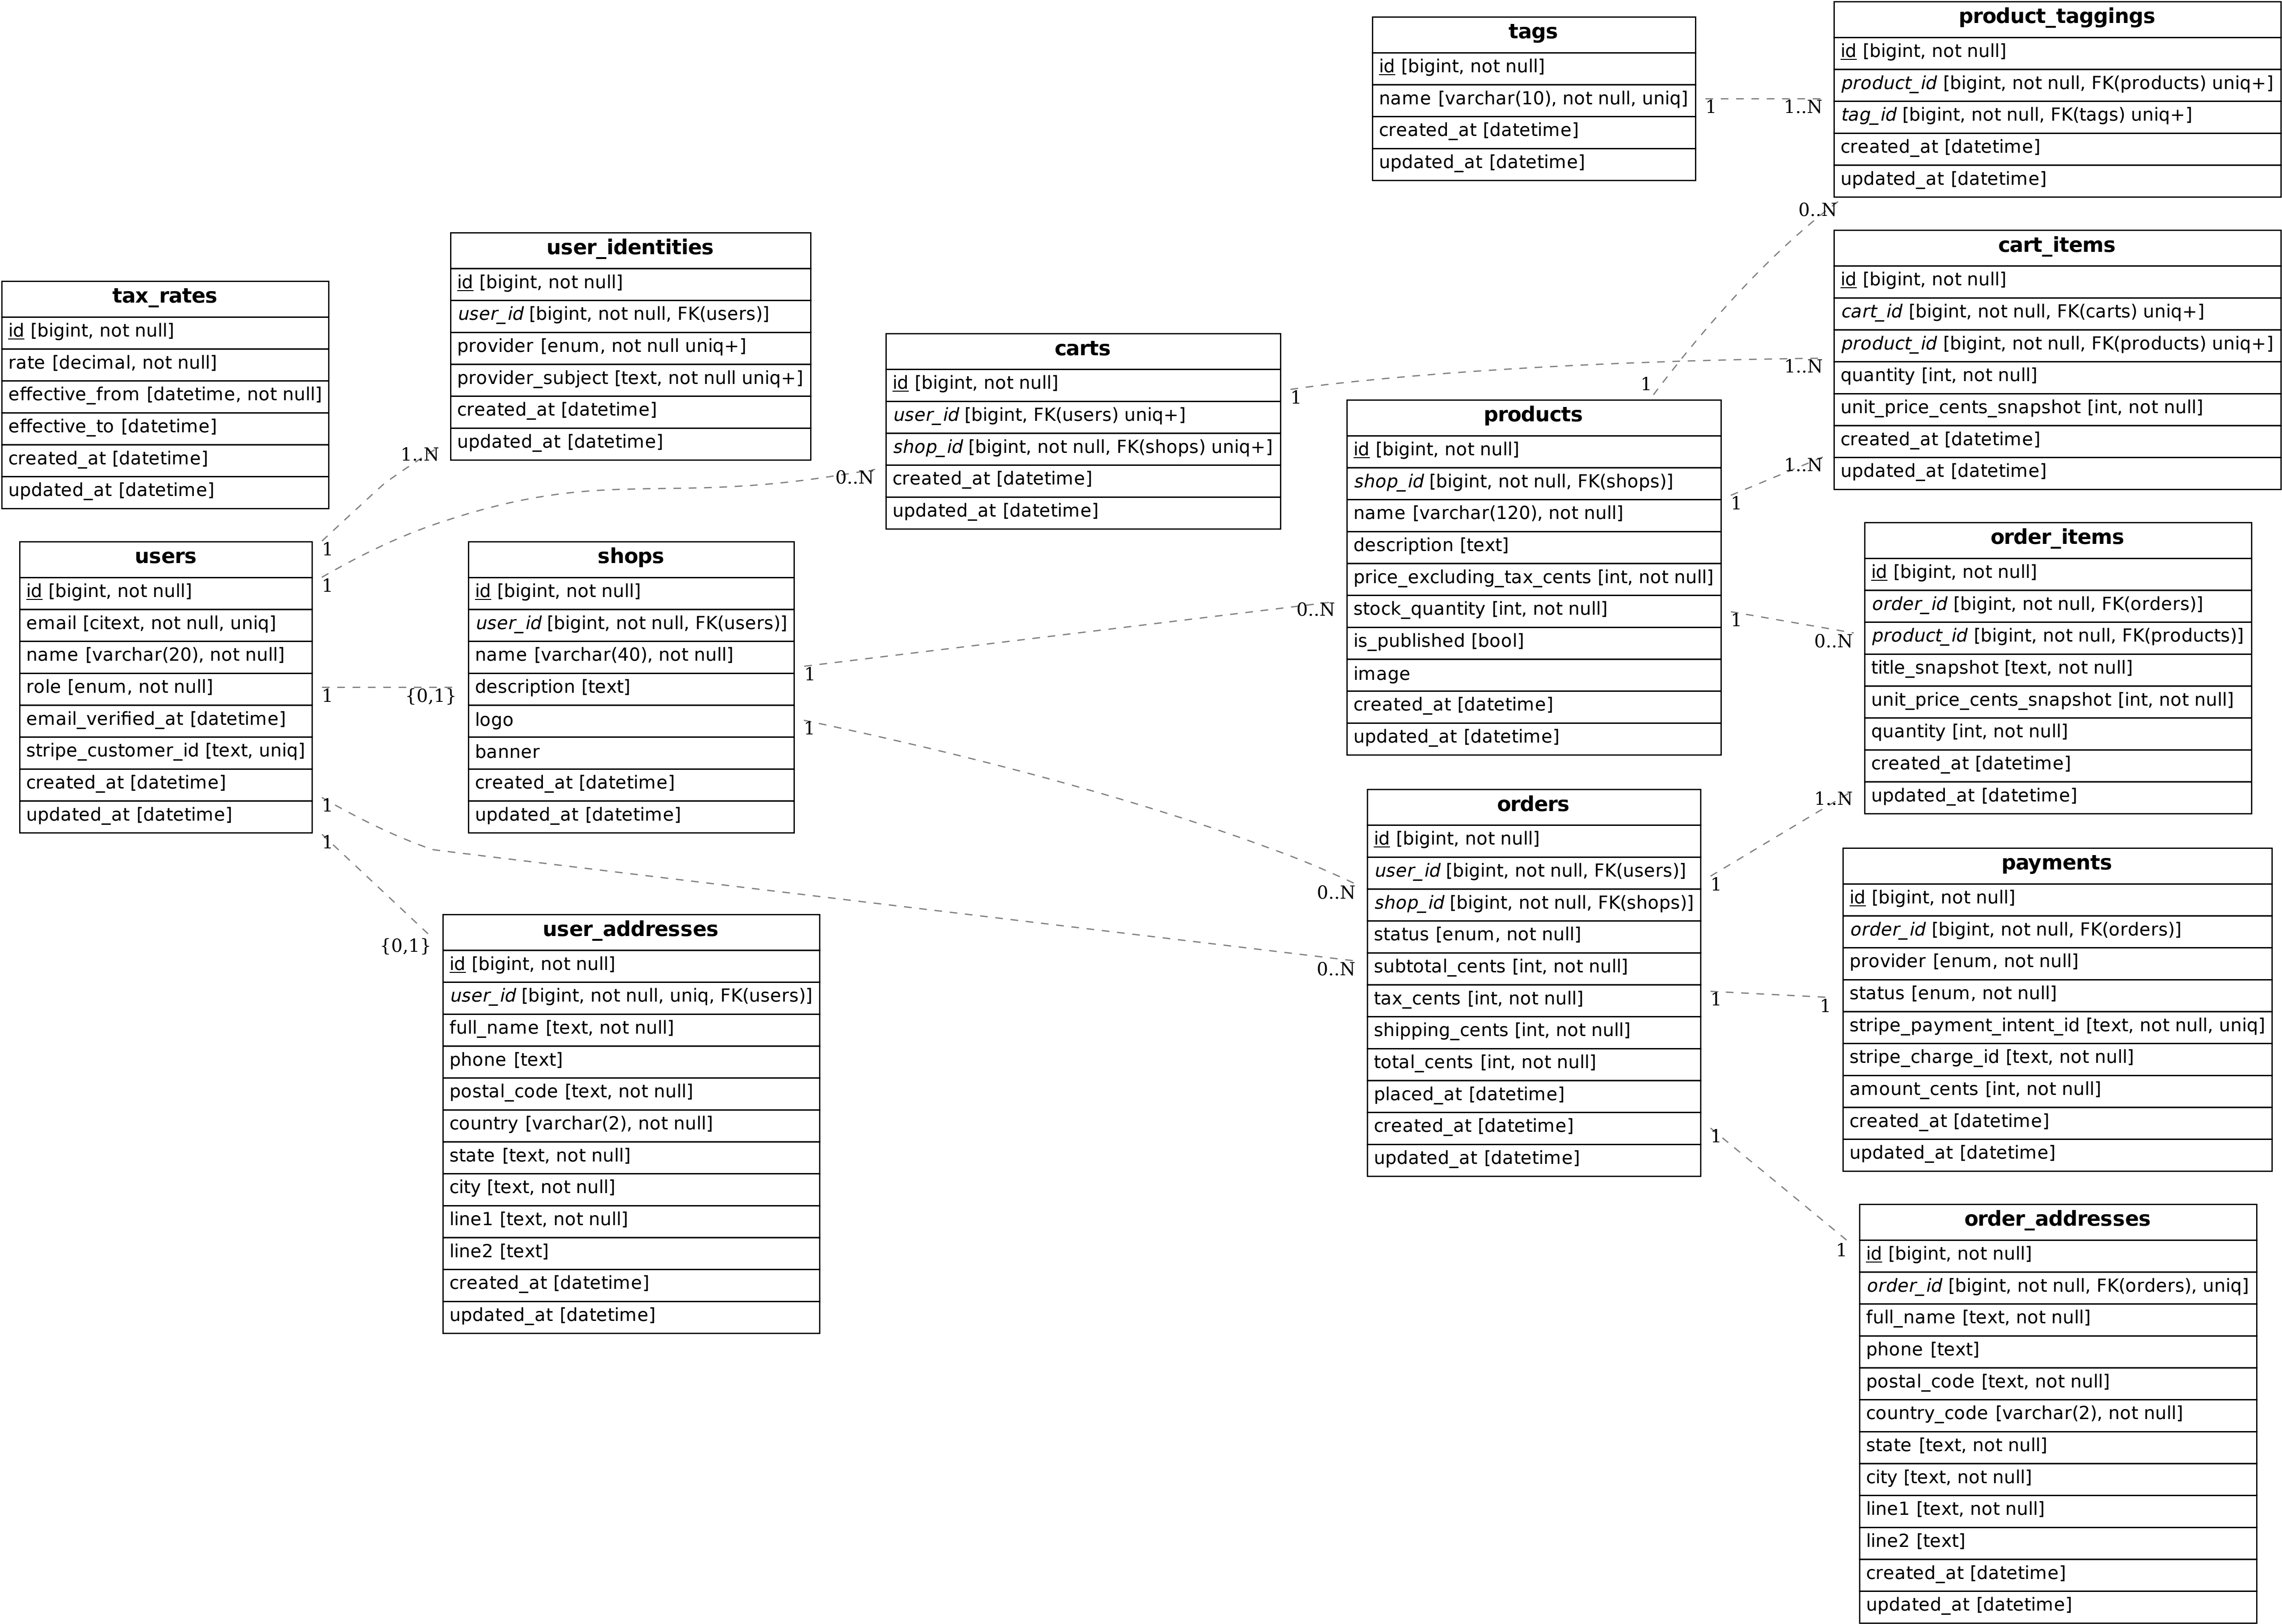 tags
id [bigint, not null]
name [varchar(10), not null, uniq]
created_at [datetime]
updated_at [datetime]
1
1..N
product_taggings
id [bigint, not null]
product_id [bigint, not null, FK(products) uniq+]
tag_id [bigint, not null, FK(tags) uniq+]
created_at [datetime]
updated_at [datetime]
0..N
1
user_identities
id [bigint, not null]
user_id [bigint, not null, FK(users)]
provider [enum, not null uniq+]
provider_subject [text, not null uniq+]
created_at [datetime]
updated_at [datetime]
cart_items
id [bigint, not null]
cart_id [bigint, not null, FK(carts) uniq+]
product_id [bigint, not null, FK(products) uniq+]
quantity [int, not null]
unit_price_cents_snapshot [int, not null]
created_at [datetime]
updated_at [datetime]
tax_rates
id [bigint, not null]
rate [decimal, not null]
effective_from [datetime, not null]
effective_to [datetime]
created_at [datetime]
updated_at [datetime]
carts
id [bigint, not null]
user_id [bigint, FK(users) uniq+]
shop_id [bigint, not null, FK(shops) uniq+]
created_at [datetime]
updated_at [datetime]
1
1..N
1..N
1
0..N
1
products
id [bigint, not null]
shop_id [bigint, not null, FK(shops)]
name [varchar(120), not null]
description [text]
price_excluding_tax_cents [int, not null]
stock_quantity [int, not null]
is_published [bool]
image
created_at [datetime]
updated_at [datetime]
1
1..N
1
0..N
order_items
id [bigint, not null]
order_id [bigint, not null, FK(orders)]
product_id [bigint, not null, FK(products)]
title_snapshot [text, not null]
unit_price_cents_snapshot [int, not null]
quantity [int, not null]
created_at [datetime]
updated_at [datetime]
users
id [bigint, not null]
email [citext, not null, uniq]
name [varchar(20), not null]
role [enum, not null]
email_verified_at [datetime]
stripe_customer_id [text, uniq]
created_at [datetime]
updated_at [datetime]
1
{0,1}
shops
id [bigint, not null]
user_id [bigint, not null, FK(users)]
name [varchar(40), not null]
description [text]
logo
banner
created_at [datetime]
updated_at [datetime]
1
0..N
1
0..N
1
0..N
1
{0,1}
orders
id [bigint, not null]
user_id [bigint, not null, FK(users)]
shop_id [bigint, not null, FK(shops)]
status [enum, not null]
subtotal_cents [int, not null]
tax_cents [int, not null]
shipping_cents [int, not null]
total_cents [int, not null]
placed_at [datetime]
created_at [datetime]
updated_at [datetime]
1
1..N
1
1
1
1
payments
id [bigint, not null]
order_id [bigint, not null, FK(orders)]
provider [enum, not null]
status [enum, not null]
stripe_payment_intent_id [text, not null, uniq]
stripe_charge_id [text, not null]
amount_cents [int, not null]
created_at [datetime]
updated_at [datetime]
user_addresses
id [bigint, not null]
user_id [bigint, not null, uniq, FK(users)]
full_name [text, not null]
phone [text]
postal_code [text, not null]
country [varchar(2), not null]
state [text, not null]
city [text, not null]
line1 [text, not null]
line2 [text]
created_at [datetime]
updated_at [datetime]
order_addresses
id [bigint, not null]
order_id [bigint, not null, FK(orders), uniq]
full_name [text, not null]
phone [text]
postal_code [text, not null]
country_code [varchar(2), not null]
state [text, not null]
city [text, not null]
line1 [text, not null]
line2 [text]
created_at [datetime]
updated_at [datetime]